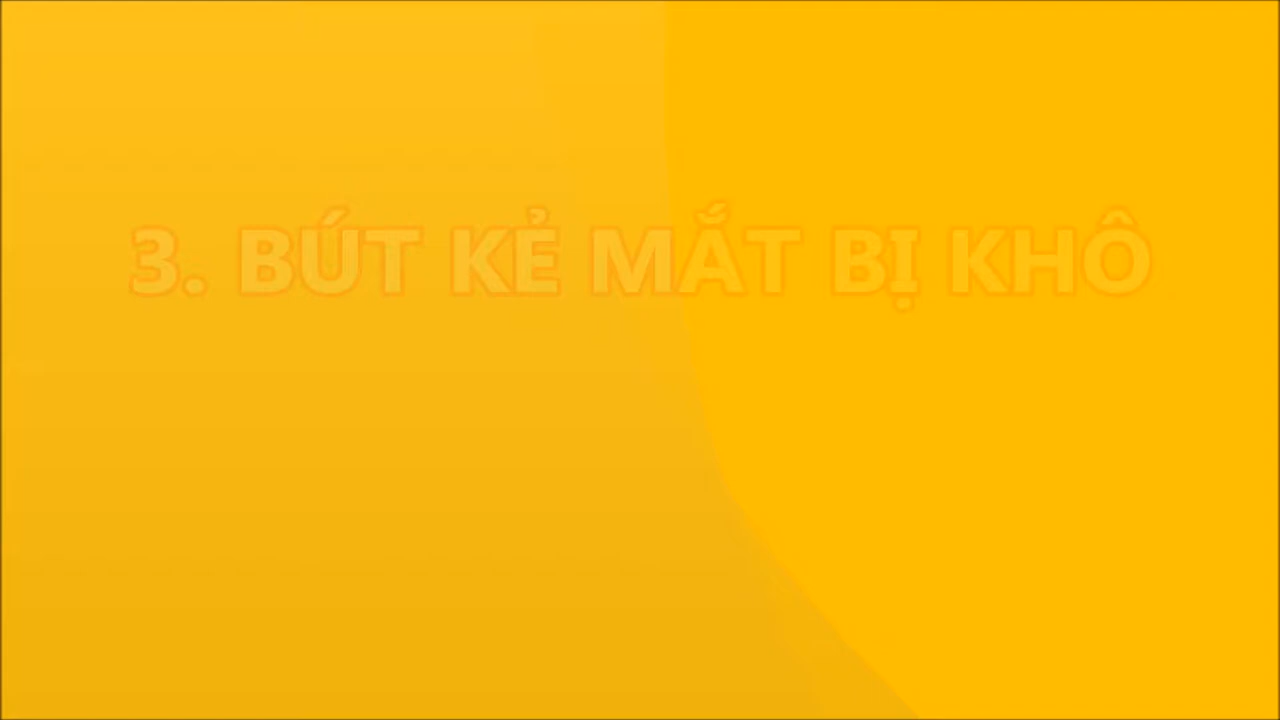 3. BÚT KẺ MẮT BỊ KHÔ